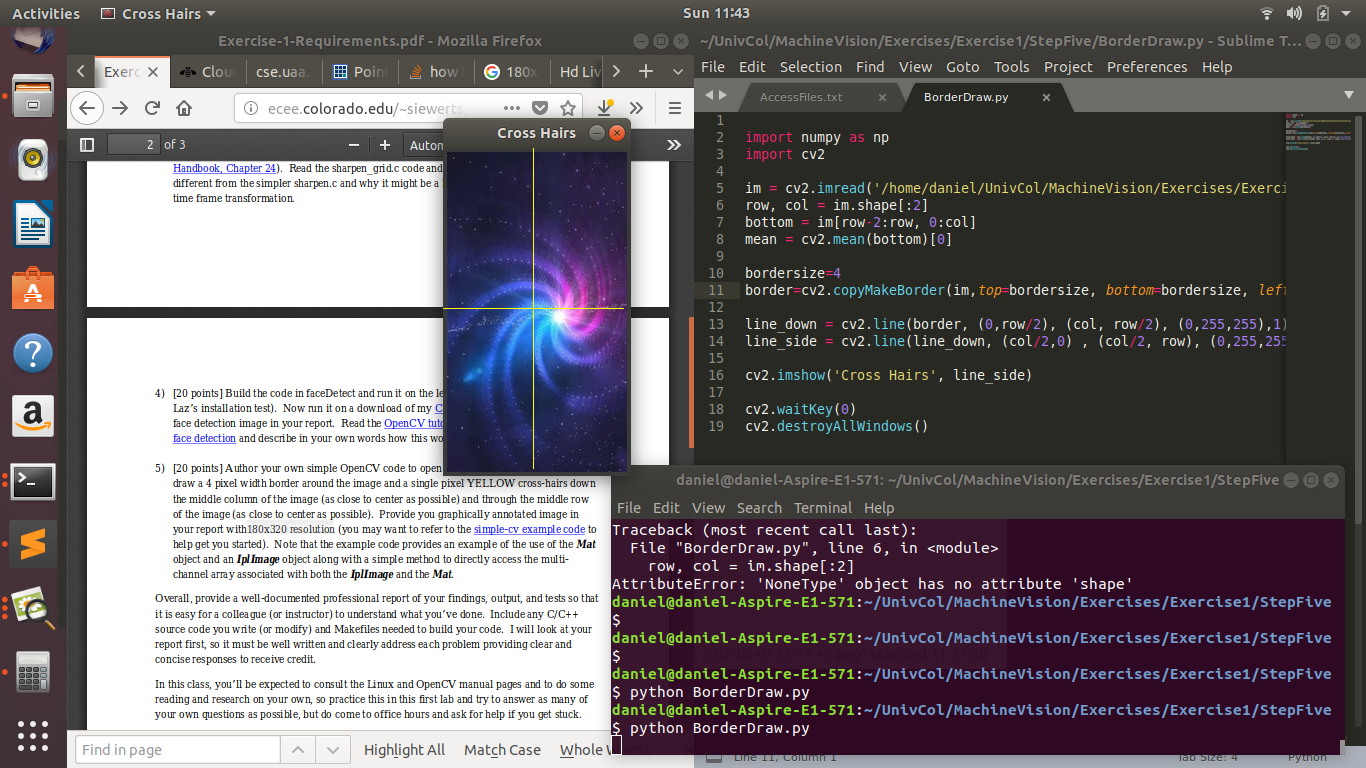 Activities
Cross Hairs
Sun 11:43
Exercise-1-Requirements.pdf - Mozilla Firefox
Exerc
Clou
cse.uaa.
Poin
how
180x
Hd Liv
ecee.colorado.edu/~siewerts
2 of 3
Autom
Handbook, Chapter 24). Read the sharpen_grid.c code and
different from the simpler sharpen.c and why it might be a
time frame transformation.
4) [20 points] Build the code in faceDetect and run it on the le
Laz's installation test). Now run it on a download of my C
face detection image in your report. Read the OpenCV tuto
face detection and describe in your own words how this wo
5) [20 points] Author your own simple OpenCV code to open
draw a 4 pixel width border around the image and a single pixel YELLOW cross-hairs down
the middle column of the image (as close to center as possible) and through the middle row
of the image (as close to center as possible). Provide you graphically annotated image in
your report with180x320 resolution (you may want to refer to the simple-cv example code to
help get you started). Note that the example code provides an example of the use of the Mat
object and an IplImage object along with a simple method to directly access the multi-
channel array associated with both the IplImage and the Mat.
Overall, provide a well-documented professional report of your findings, output, and tests so that
it is easy for a colleague (or instructor) to understand what you've done. Include any C/C++
source code you write (or modify) and Makefiles needed to build your code. I will look at your
report first, so it must be well written and clearly address each problem providing clear and
concise responses to receive credit.
In this class, you'll be expected to consult the Linux and OpenCV manual pages and to do some
reading and research on your own, so practice this in this first lab and try to answer as many of
your own questions as possible, but do come to office hours and ask for help if you get stuck.
Find in page
Highlight All
Match Case
Whole Words
Cross Hairs
~/UnivCol/MachineVision/Exercises/Exercise1/StepFive/BorderDraw.py - Sublime T...
File Edit Selection Find View Goto Tools Project Preferences Help
AccessFiles.txt
BorderDraw.py
1
2 import numpy as np
3 import cv2
4
5 im = cv2.imread('/home/daniel/UnivCol/MachineVision/Exercises/Exerci
6 row, col = im.shape[:2]
7 bottom = im[row-2:row, 0:col]
8 mean = cv2.mean(bottom)[0]
9
10 bordersize=4
11 border=cv2.copyMakeBorder(im,top=bordersize, bottom=bordersize, left
12
13 line_down = cv2.line(border, (0,row/2), (col, row/2), (0,255,255),1)
14 line_side = cv2.line(line_down, (col/2,0) , (col/2, row), (0,255,255
15
16 cv2.imshow('Cross Hairs', line_side)
17
18 cv2.waitKey(0)
19 cv2.destroyAllWindows()
daniel@daniel-Aspire-E1-571: ~/UnivCol/MachineVision/Exercises/Exercise1/StepFive
File Edit View Search Terminal Help
Traceback (most recent call last):
File "BorderDraw.py", line 6, in <module>
row, col = im.shape[:2]
AttributeError: 'NoneType' object has no attribute 'shape'
daniel@daniel-Aspire-E1-571:~/UnivCol/MachineVision/Exercises/Exercise1/StepFive
$
daniel@daniel-Aspire-E1-571:~/UnivCol/MachineVision/Exercises/Exercise1/StepFive
$
daniel@daniel-Aspire-E1-571:~/UnivCol/MachineVision/Exercises/Exercise1/StepFive
$ python BorderDraw.py
daniel@daniel-Aspire-E1-571:~/UnivCol/MachineVision/Exercises/Exercise1/StepFive
$ python BorderDraw.py
Line 11, Column 1
Tab Size: 4
Python